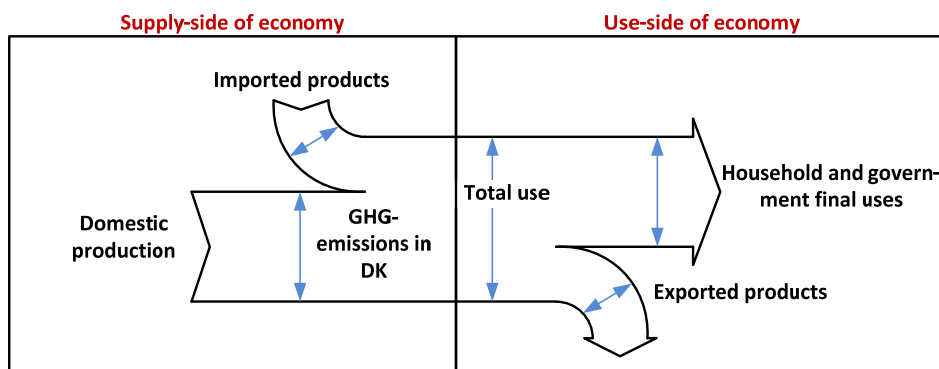 Supply-side of economy
Use-side of economy
Imported products
Domestic
production
GHG-
emissions in
DK
Total use
Household and govern-
ment final uses
Exported products